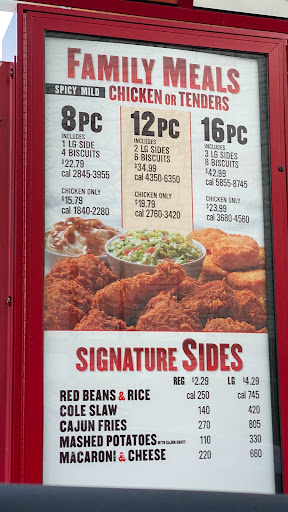 FAMILY MEALS
SPICY MILD CHICKEN OR TENDERS
8PC
INCLUDES
1 LG SIDE
4 BISCUITS
$22.79
cal 2845-3955
CHICKEN ONLY
$15.79
cal 1840-2280
12PC
INCLUDES
2 LG SIDES
6 BISCUITS
$34.99
cal 4350-6350
CHICKEN ONLY
$19.79
cal 2760-3420
16PC
INCLUDES
3 LG SIDES
8 BISCUITS
$42.99
cal 5855-8745
CHICKEN ONLY
$23.99
cal 3680-4560
SIGNATURE SIDES
REG $2.29 LG $4.29
RED BEANS & RICE cal 250 cal 745
COLE SLAW 140 420
CAJUN FRIES 270 805
MASHED POTATOES WITH CAJUN GRAVY 110 330
MACARONI & CHEESE 220 660